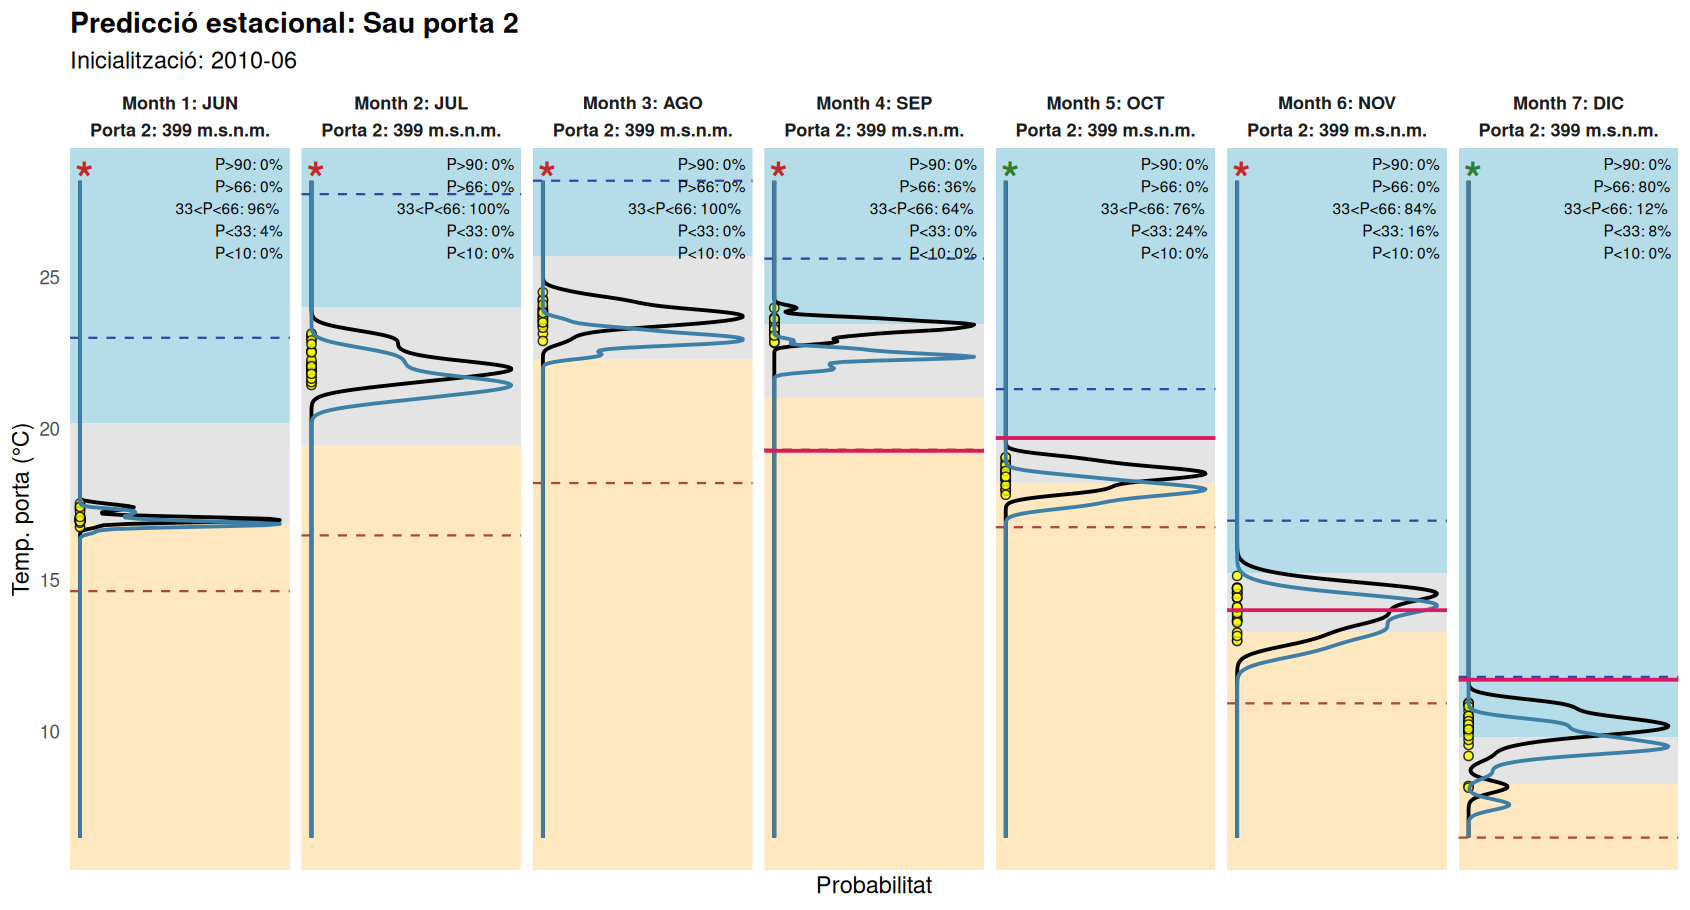 Predicció estacional: Sau porta 2
Inicialització: 2010-06
Month 1: JUN
Porta 2: 399 m.s.n.m.
Month 2: JUL
Porta 2: 399 m.s.n.m.
Month 3: AGO
Porta 2: 399 m.s.n.m.
Month 4: SEP
Porta 2: 399 m.s.n.m.
Month 5: OCT
Porta 2: 399 m.s.n.m.
Month 6: NOV
Porta 2: 399 m.s.n.m.
Month 7: DIC
Porta 2: 399 m.s.n.m.
*
P>90: 0%
P>66: 0%
33<P<66: 96%
P<33: 4%
P<10: 0%
*
P>90: 0%
P>66: 0%
33<P<66: 100%
P<33: 0%
P<10: 0%
*
P>90: 0%
P>66: 0%
33<P<66: 100%
P<33: 0%
P<10: 0%
*
P>90: 0%
P>66: 36%
33<P<66: 64%
P<33: 0%
P<10: 0%
*
P>90: 0%
P>66: 0%
33<P<66: 76%
P<33: 24%
P<10: 0%
*
P>90: 0%
P>66: 0%
33<P<66: 84%
P<33: 16%
P<10: 0%
*
P>90: 0%
P>66: 80%
33<P<66: 12%
P<33: 8%
P<10: 0%
25
20
15
10
Temp. porta (°C)
Probabilitat